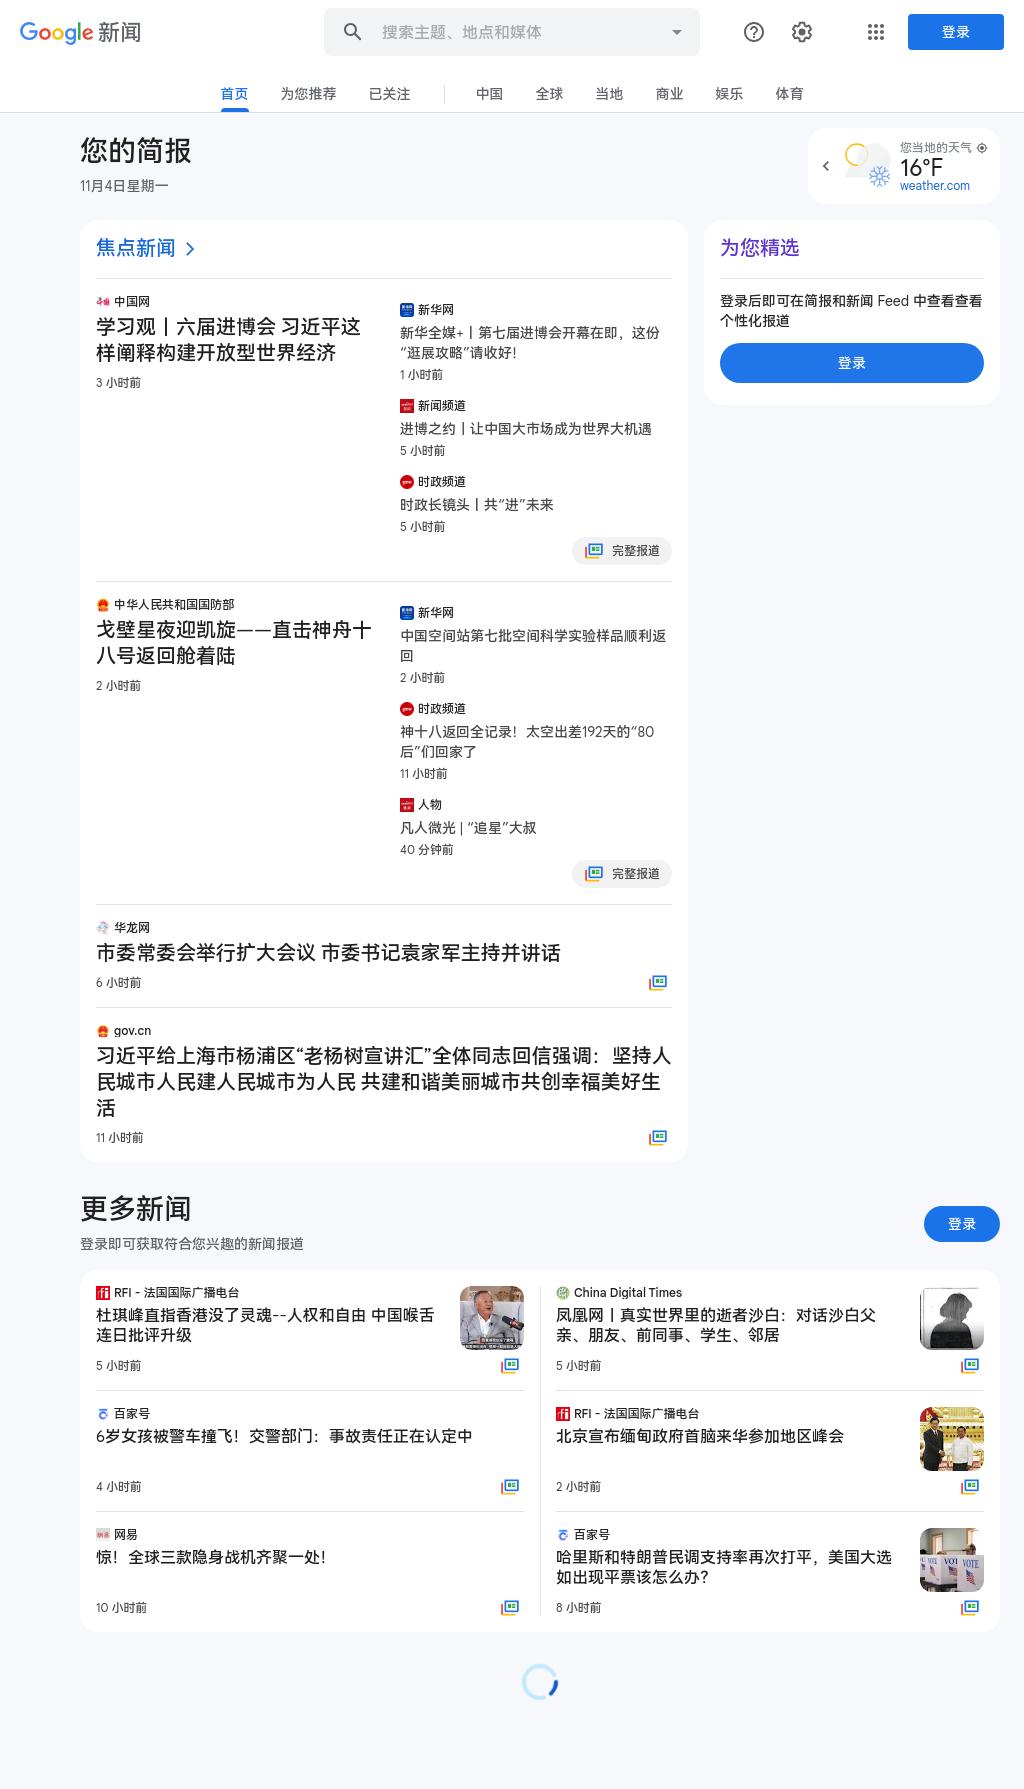 Google 新闻
搜索主题、地点和媒体
登录
首页
为您推荐
已关注
中国
全球
当地
商业
娱乐
体育
您的简报
11月4日星期一
您当地的天气
16°F
weather.com
焦点新闻
中国网
学习观丨六届进博会 习近平这
样阐释构建开放型世界经济
3 小时前
新华网
新华全媒+丨第七届进博会开幕在即，这份
“逛展攻略”请收好！
1 小时前
新闻频道
进博之约丨让中国大市场成为世界大机遇
5 小时前
时政频道
时政长镜头丨共“进”未来
5 小时前
完整报道
中华人民共和国国防部
戈壁星夜迎凯旋——直击神舟十
八号返回舱着陆
2 小时前
新华网
中国空间站第七批空间科学实验样品顺利返
回
2 小时前
时政频道
神十八返回全记录！太空出差192天的“80
后”们回家了
11 小时前
人物
凡人微光 | “追星”大叔
40 分钟前
完整报道
华龙网
市委常委会举行扩大会议 市委书记袁家军主持并讲话
6 小时前
gov.cn
习近平给上海市杨浦区“老杨树宣讲汇”全体同志回信强调：坚持人
民城市人民建人民城市为人民 共建和谐美丽城市共创幸福美好生
活
11 小时前
为您精选
登录后即可在简报和新闻 Feed 中查看查看
个性化报道
登录
更多新闻
登录即可获取符合您兴趣的新闻报道
登录
RFI - 法国国际广播电台
杜琪峰直指香港没了灵魂--人权和自由 中国喉舌
连日批评升级
5 小时前
百家号
6岁女孩被警车撞飞！交警部门：事故责任正在认定中
4 小时前
网易
惊！全球三款隐身战机齐聚一处！
10 小时前
China Digital Times
凤凰网丨真实世界里的逝者沙白：对话沙白父
亲、朋友、前同事、学生、邻居
5 小时前
RFI - 法国国际广播电台
北京宣布缅甸政府首脑来华参加地区峰会
2 小时前
百家号
哈里斯和特朗普民调支持率再次打平，美国大选
如出现平票该怎么办？
8 小时前
VOTE
VOTE